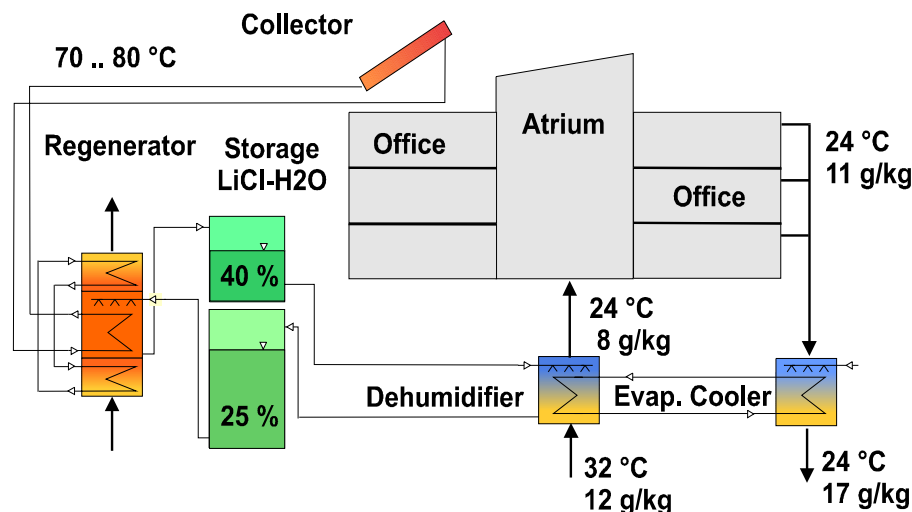 Collector
70 .. 80 °C
Regenerator
Storage
LiCl-H2O
Office
Atrium
Office
24 °C
11 g/kg
40 %
25 %
24 °C
8 g/kg
Dehumidifier
Evap. Cooler
32 °C
12 g/kg
24 °C
17 g/kg